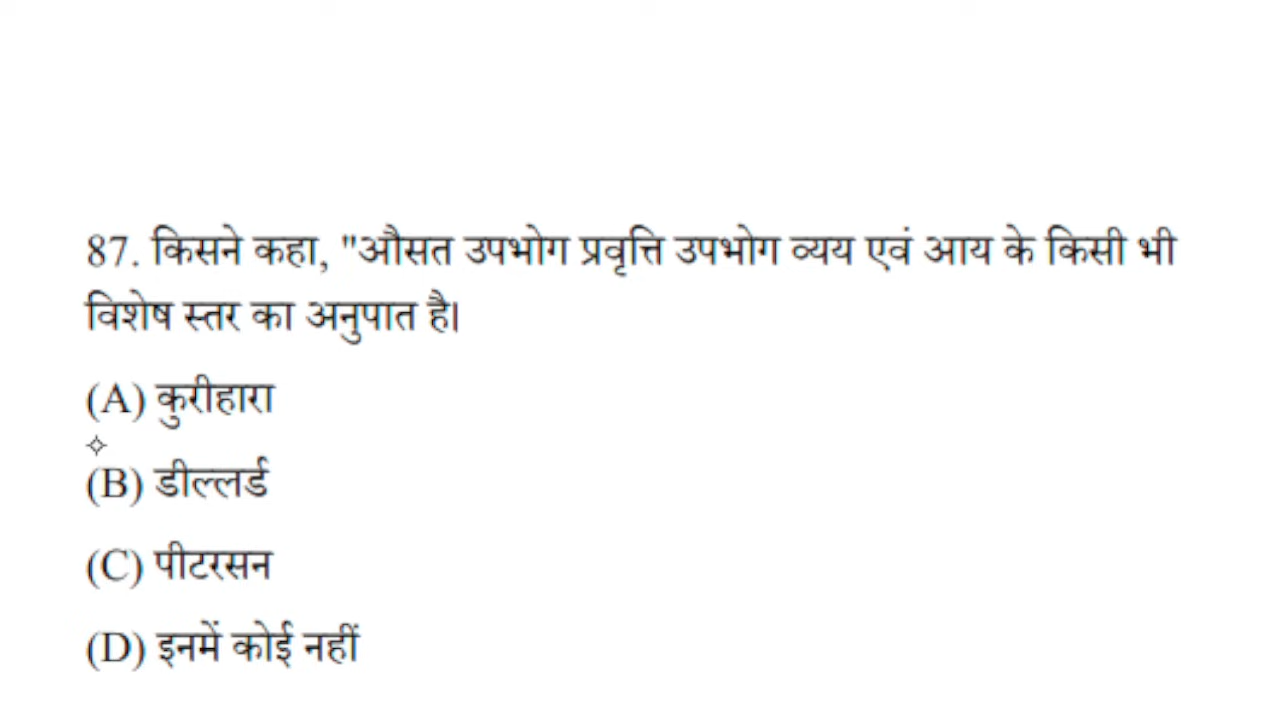 87. किसने कहा, "औसत उपभोग प्रवृत्ति उपभोग व्यय एवं आय के किसी भी
विशेष स्तर का अनुपात है।
(A) कुरीहारा
(B) डील्लर्ड
(C) पीटरसन
(D) इनमें कोई नहीं